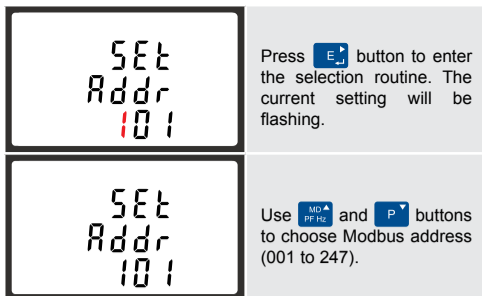 SEt
Addr
101
Press E button to enter
the selection routine. The
current setting will be
flashing.
SEt
Addr
101
Use MD PF Hz and P buttons
to choose Modbus address
(001 to 247).